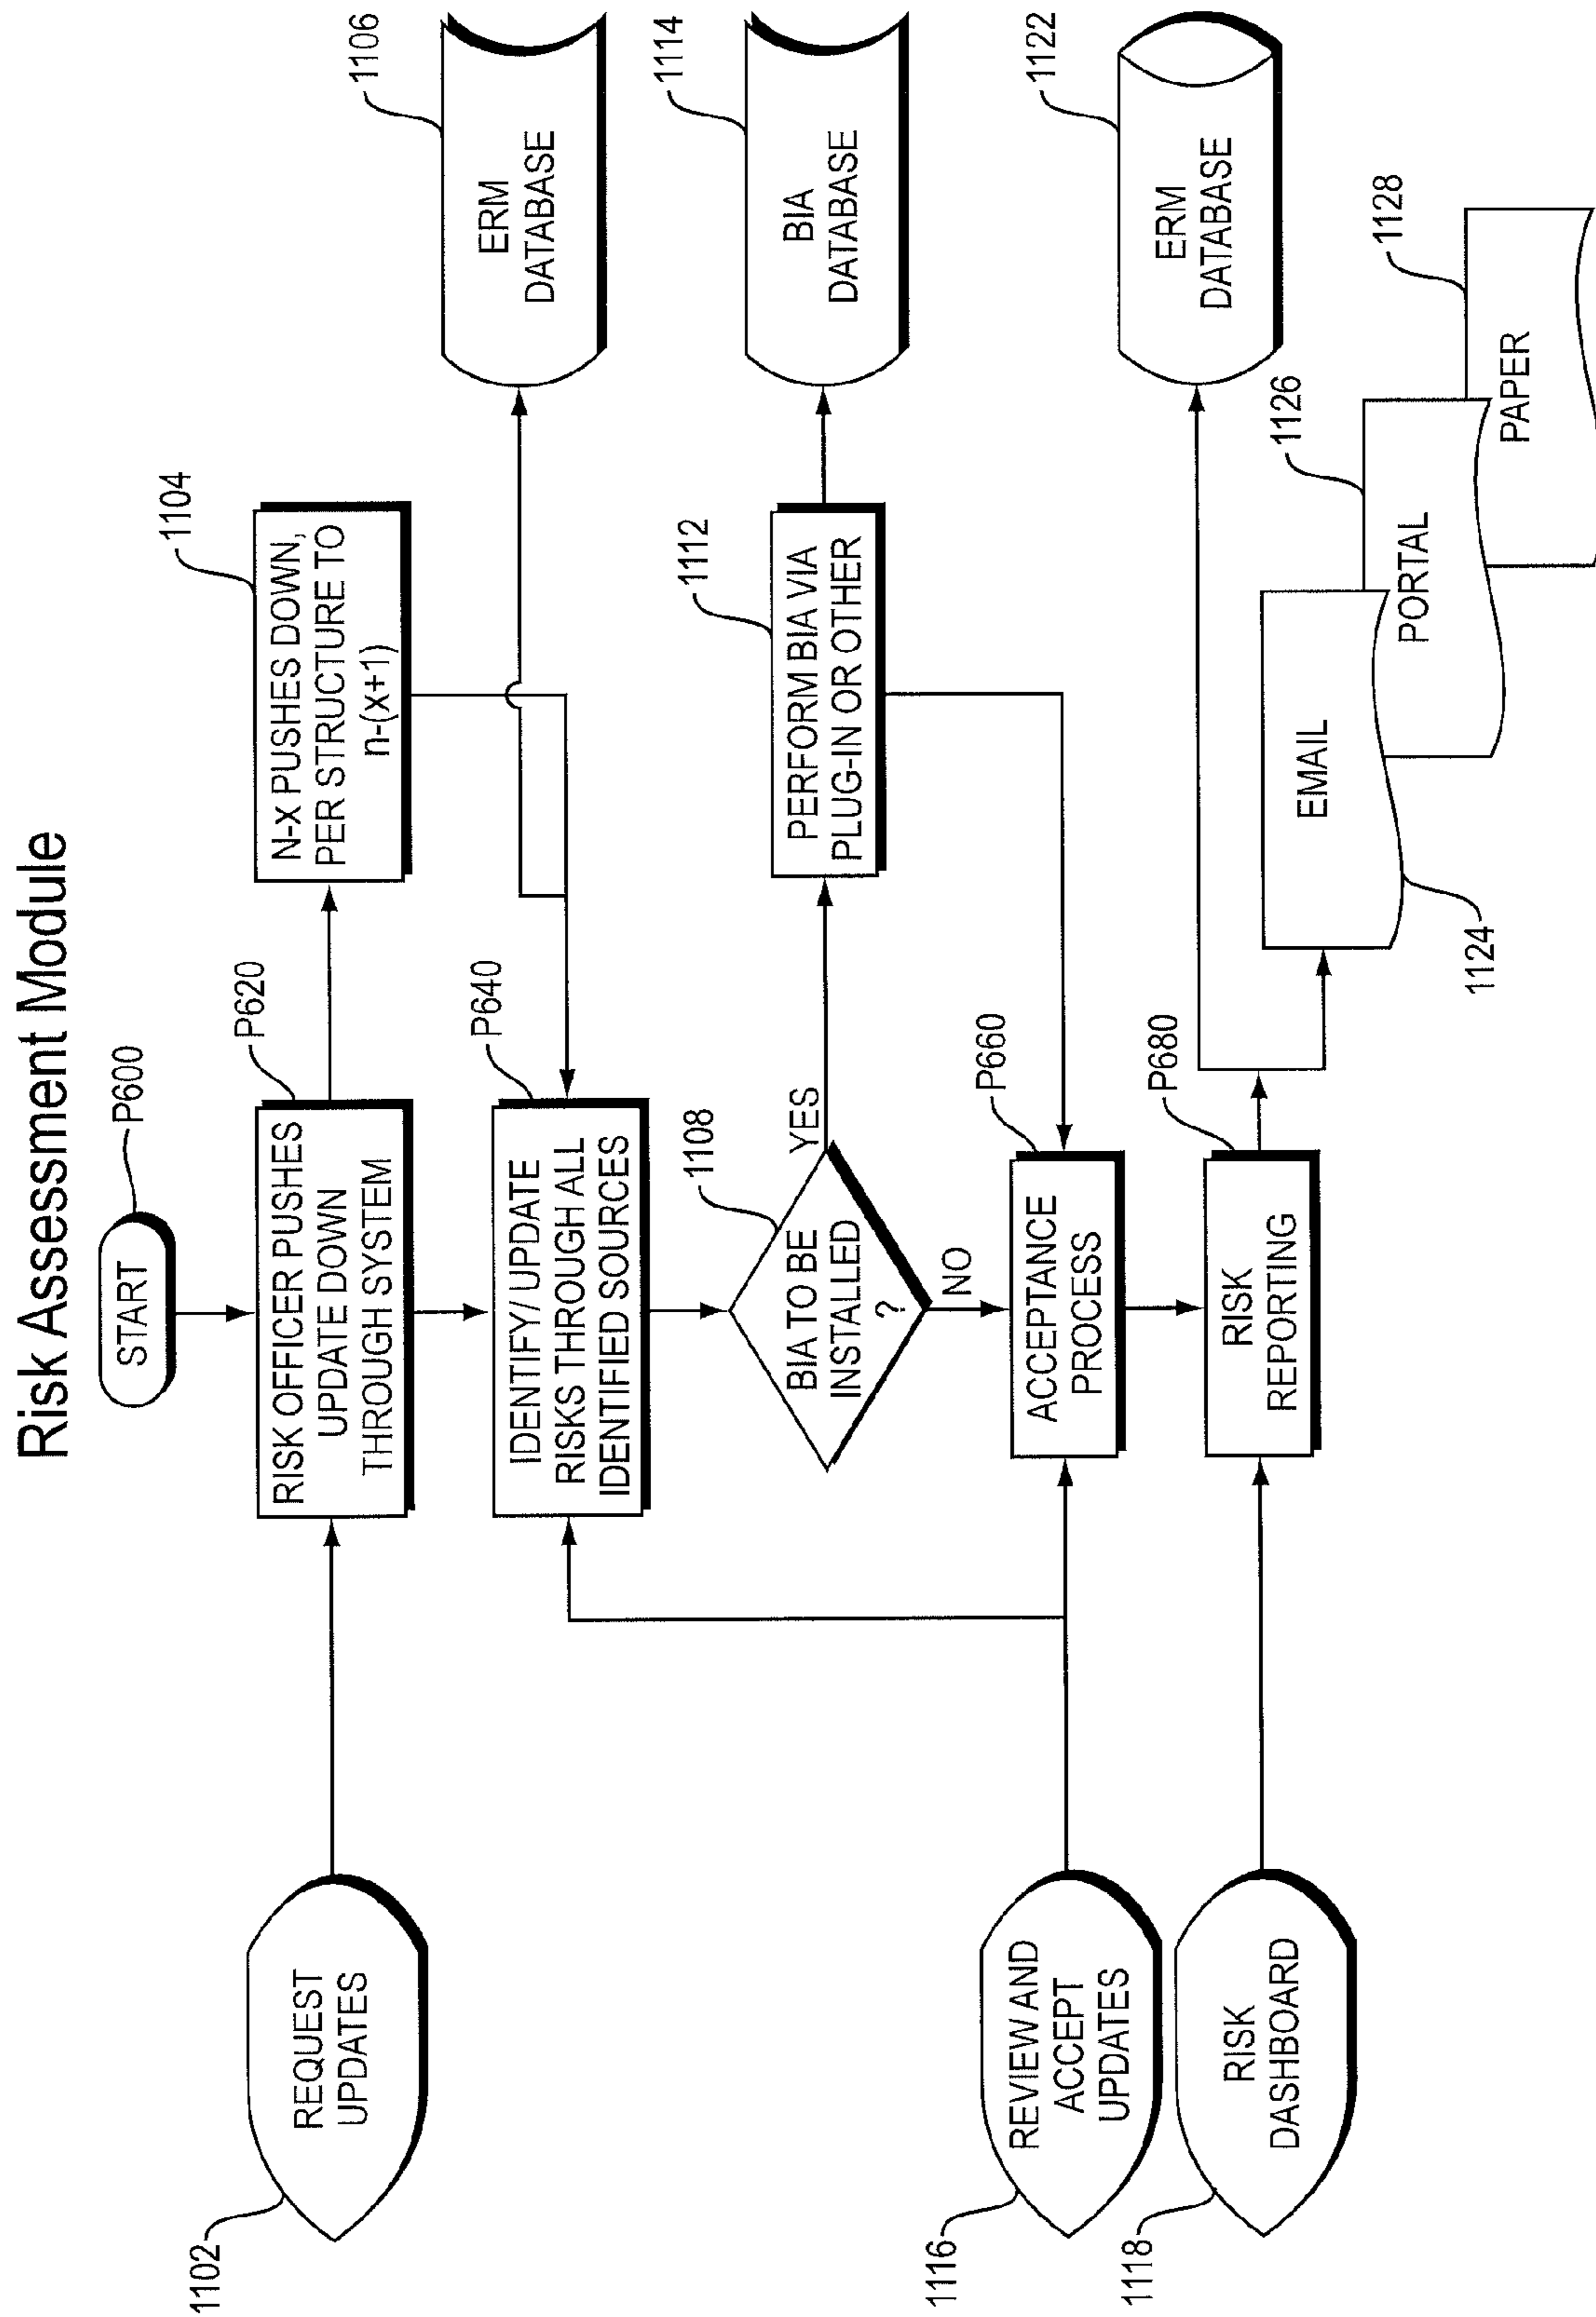 Risk Assessment Module
START
P600
REQUEST
UPDATES
1102
RISK OFFICER PUSHES
UPDATE DOWN
THROUGH SYSTEM
P620
N-X PUSHES DOWN,
PER STRUCTURE TO
n-(x+1)
1104
IDENTIFY/UPDATE
RISKS THROUGH ALL
IDENTIFIED SOURCES
P640
ERM
DATABASE
1106
BIA TO BE
INSTALLED
?
1108
YES
NO
PERFORM BIA VIA
PLUG-IN OR OTHER
1112
BIA
DATABASE
1114
REVIEW AND
ACCEPT
UPDATES
1116
ACCEPTANCE
PROCESS
P660
RISK
DASHBOARD
1118
RISK
REPORTING
P680
ERM
DATABASE
1122
EMAIL
1124
PORTAL
1126
PAPER
1128